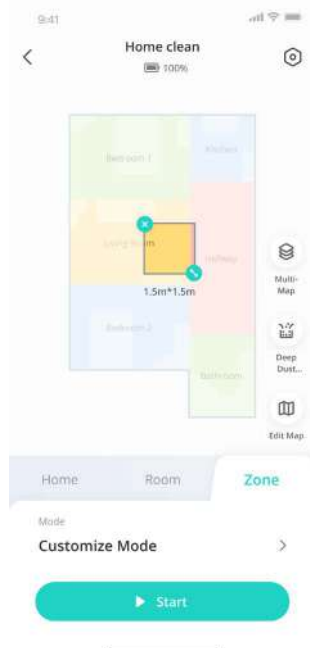 9:41
Home clean
100%
Bedroom 1
Kitchen
Living Room
Hallway
1.5m*1.5m
Multi-
Map
Bedroom 2
Deep
Dust...
Bathroom
Edit Map
Home
Room
Zone
Mode
Customize Mode
Start